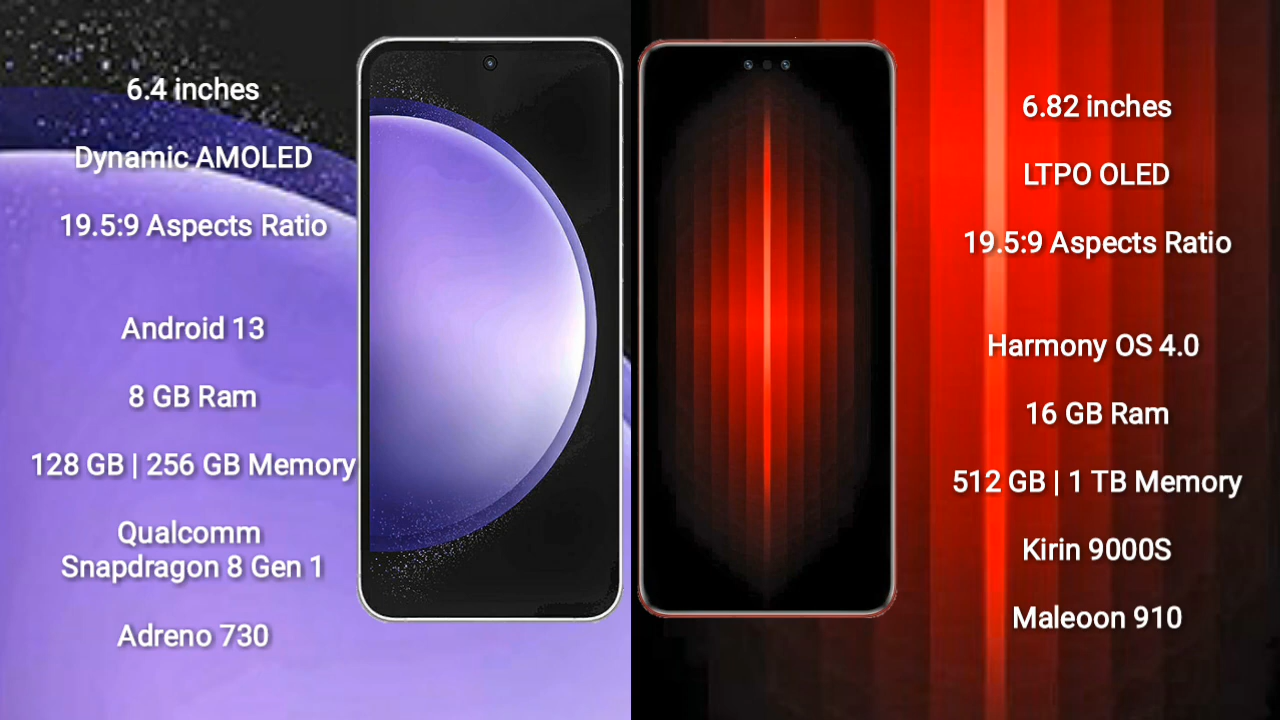 6.4 inches
Dynamic AMOLED
19.5:9 Aspects Ratio
Android 13
8 GB Ram
128 GB | 256 GB Memory
Qualcomm
Snapdragon 8 Gen 1
Adreno 730
6.82 inches
LTPO OLED
19.5:9 Aspects Ratio
Harmony OS 4.0
16 GB Ram
512 GB | 1 TB Memory
Kirin 9000S
Maleoon 910